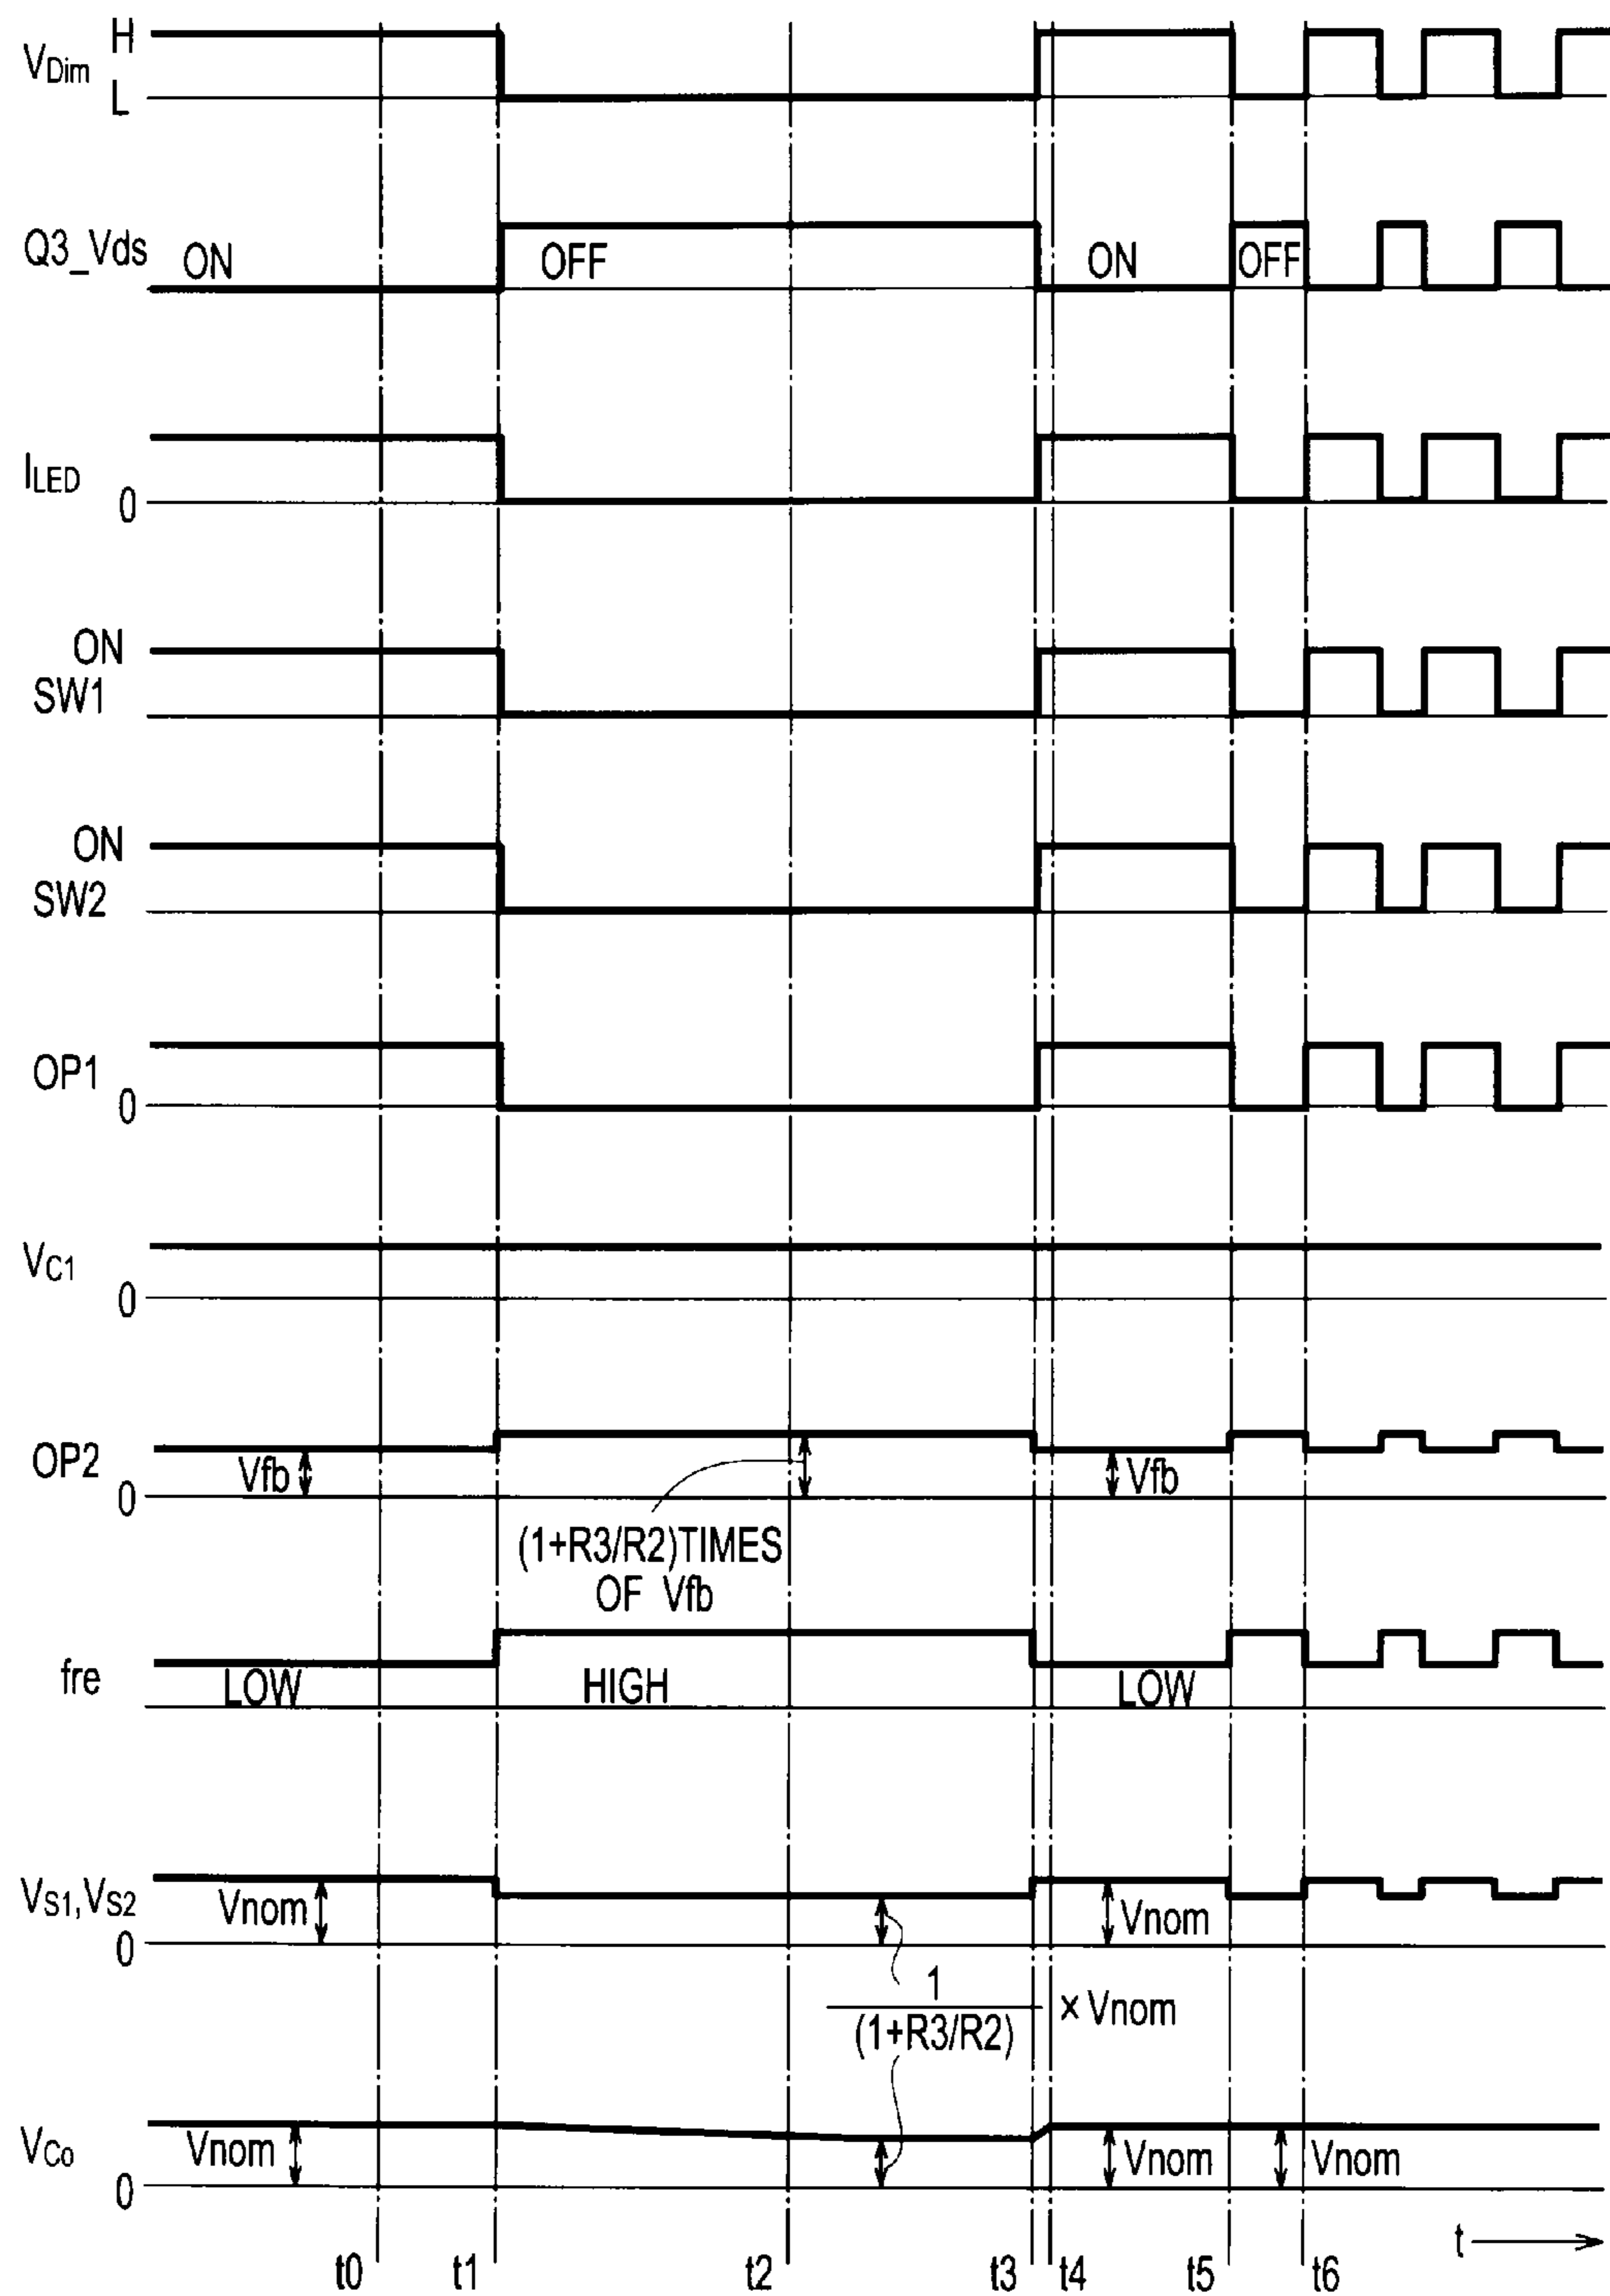 H
VDim
L
Q3_Vds
ON
OFF
ON
OFF
ILED
0
ON
SW1
ON
SW2
OP1
0
VC1
0
OP2
Vfb
Vfb
0
(1+R3/R2)TIMES
OF Vfb
fre
LOW
HIGH
LOW
VS1,VS2
Vnom
Vnom
0
1
(1+R3/R2)
× Vnom
VCo
Vnom
Vnom
Vnom
0
t
t0
t1
t2
t3
t4
t5
t6